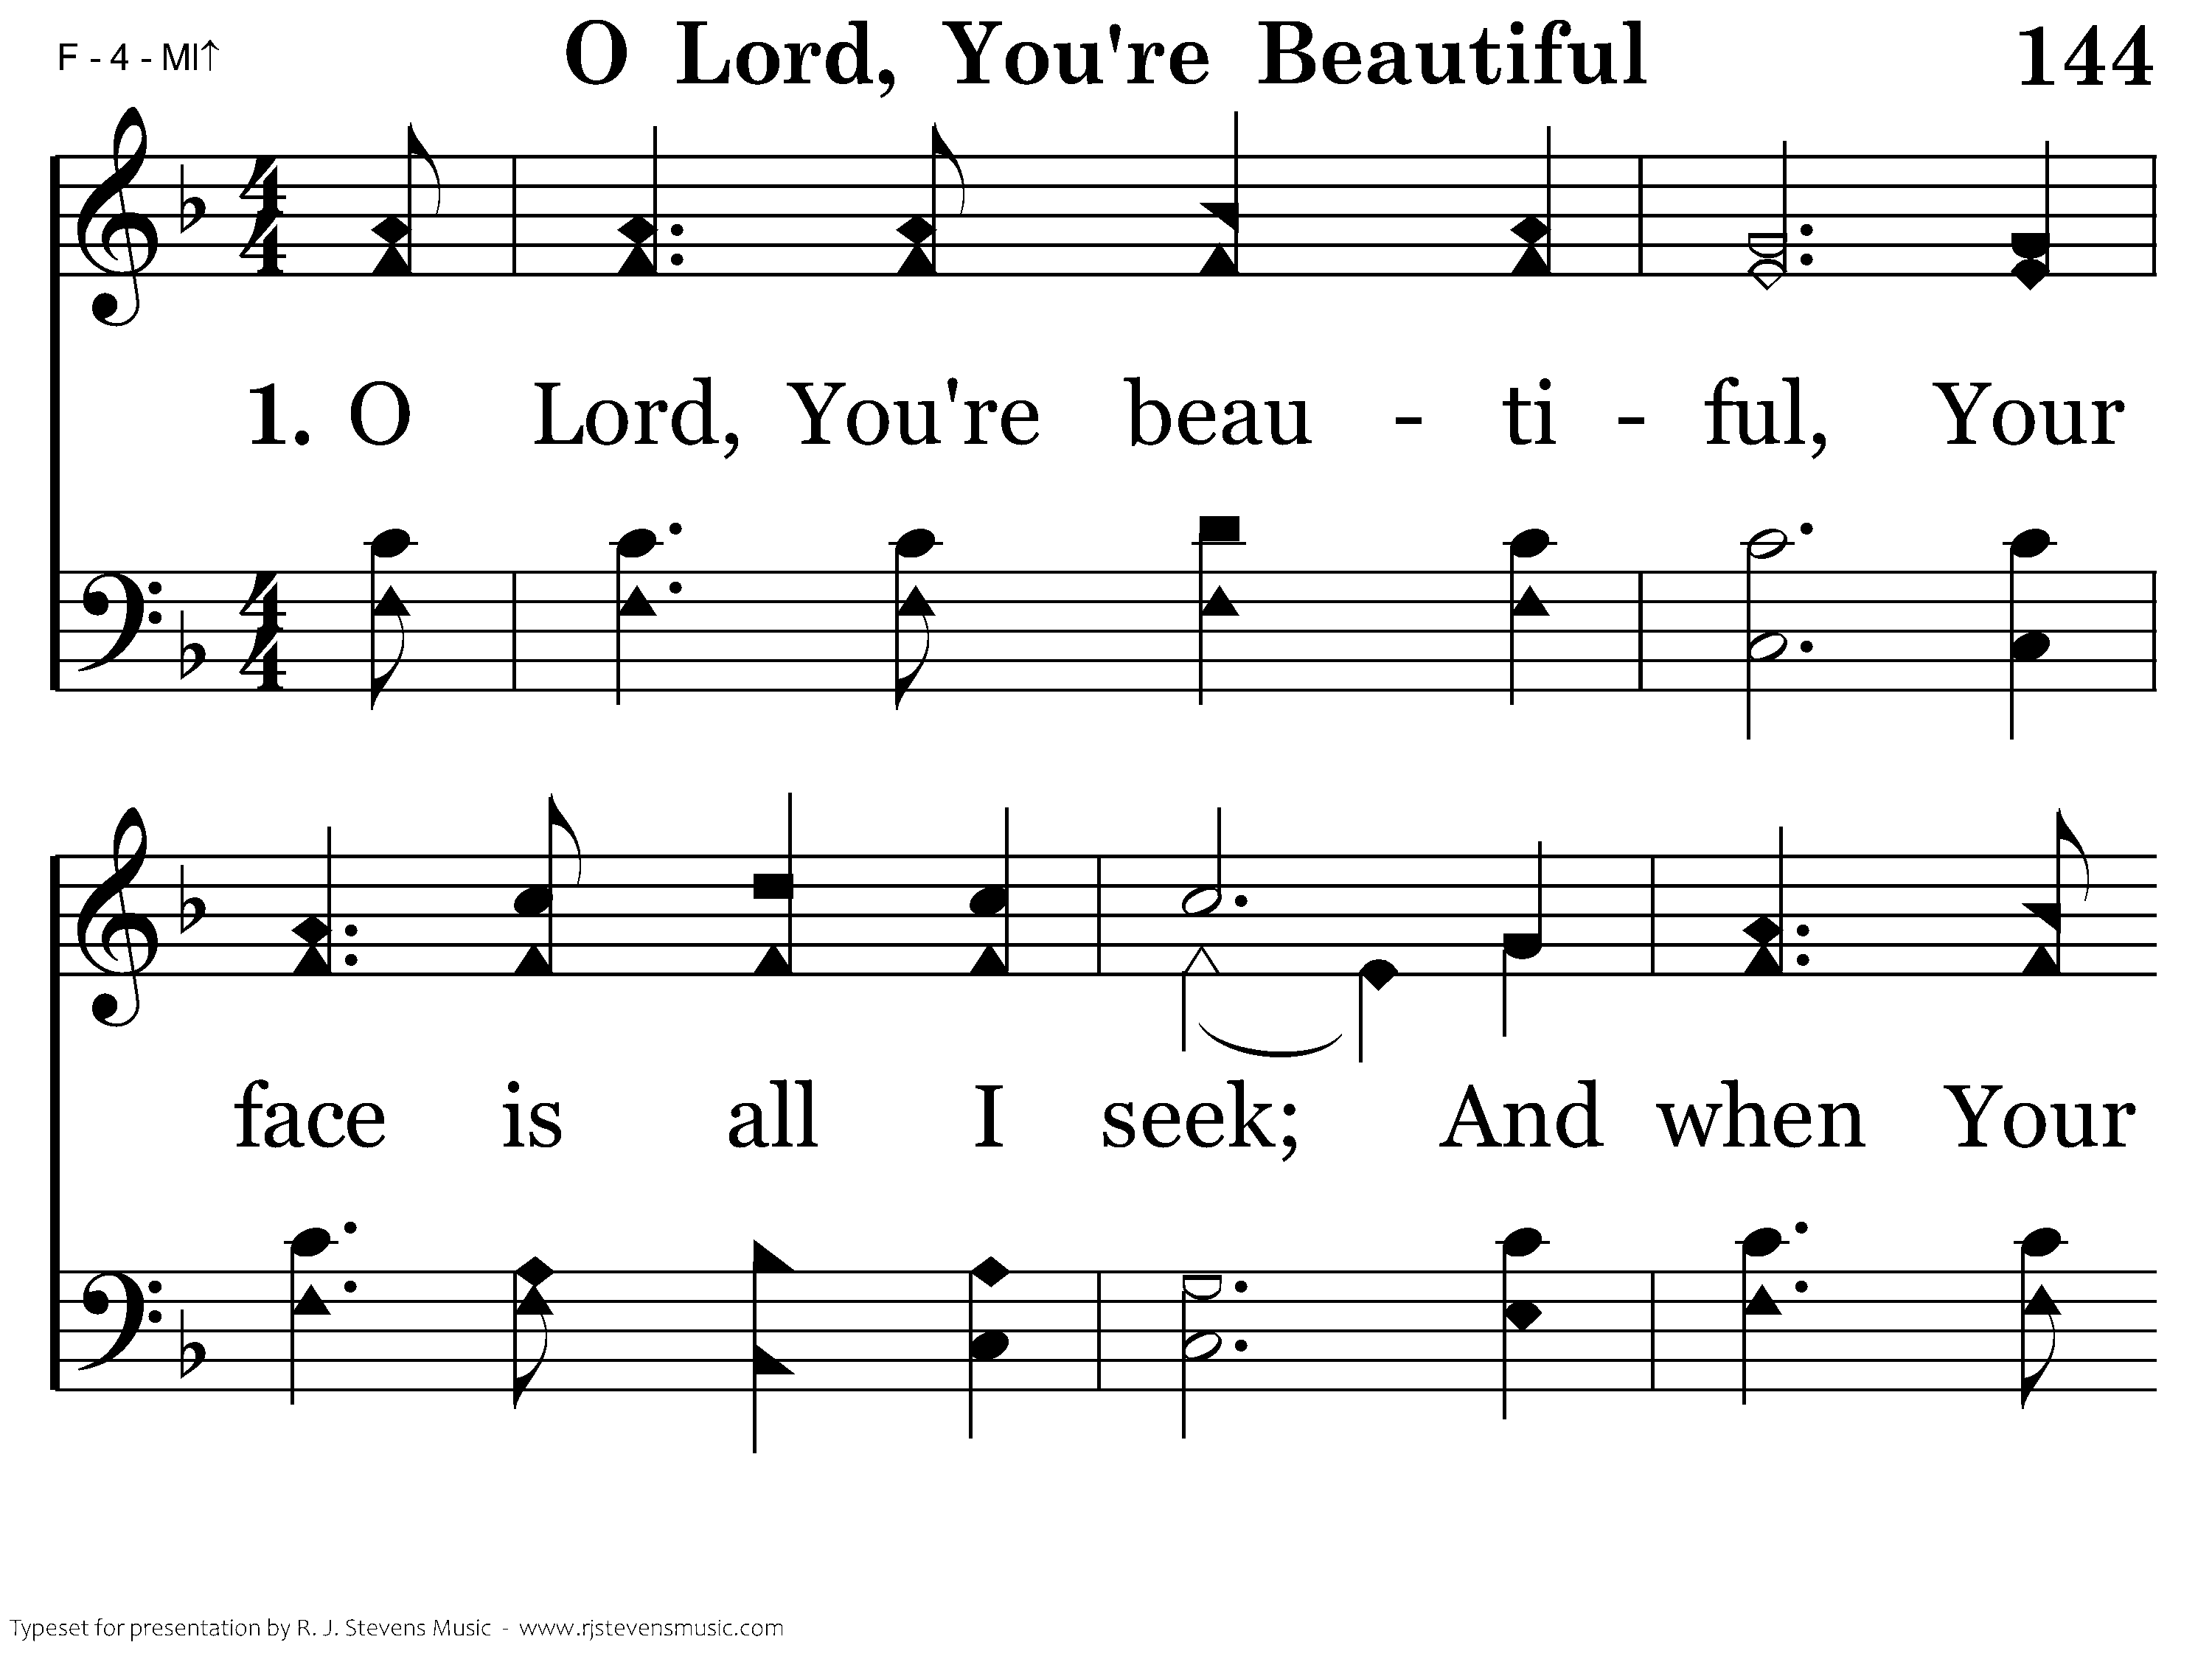 F - 4 - MI↑ O Lord, You're Beautiful 144
1. O Lord, You're beau - ti - ful, Your
face is all I seek; And when Your
Typeset for presentation by R. J. Stevens Music - www.rjstevensmusic.com